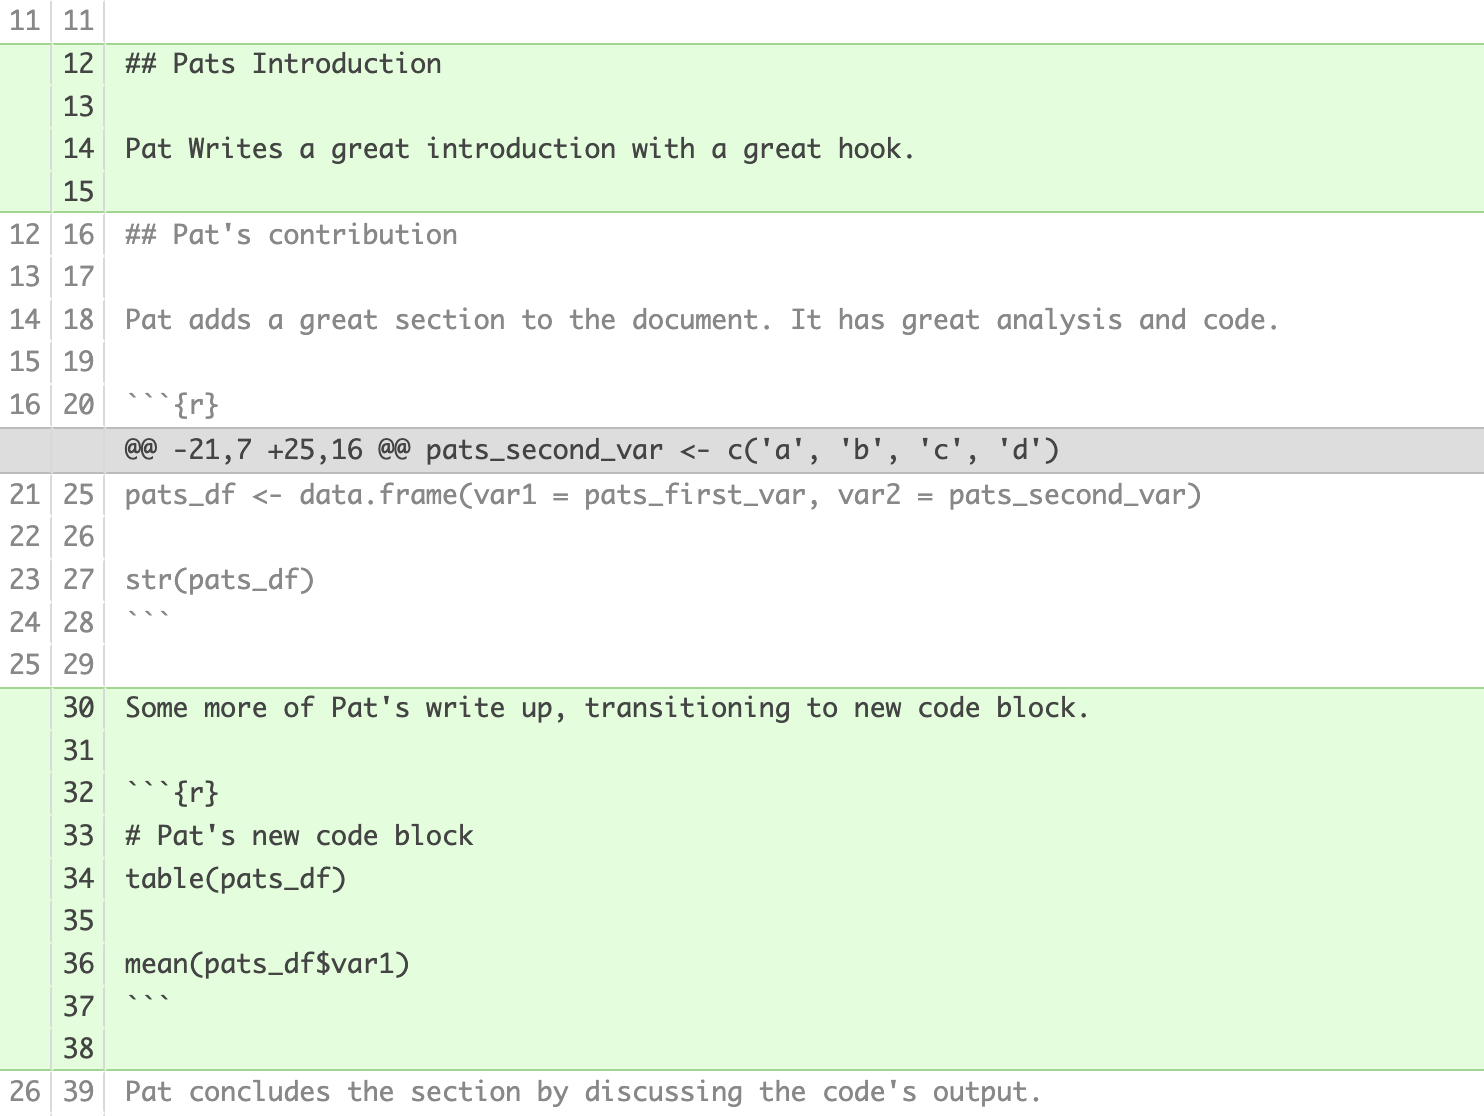 11 11
12 ## Pats Introduction
13
14 Pat Writes a great introduction with a great hook.
15
12 16 ## Pat's contribution
13 17
14 18 Pat adds a great section to the document. It has great analysis and code.
15 19
16 20 ```{r}
@@ -21,7 +25,16 @@ pats_second_var <- c('a', 'b', 'c', 'd')
21 25 pats_df <- data.frame(var1 = pats_first_var, var2 = pats_second_var)
22 26
23 27 str(pats_df)
24 28 ```
25 29
30 Some more of Pat's write up, transitioning to new code block.
31
32 ```{r}
33 # Pat's new code block
34 table(pats_df)
35
36 mean(pats_df$var1)
37 ```
38
26 39 Pat concludes the section by discussing the code's output.